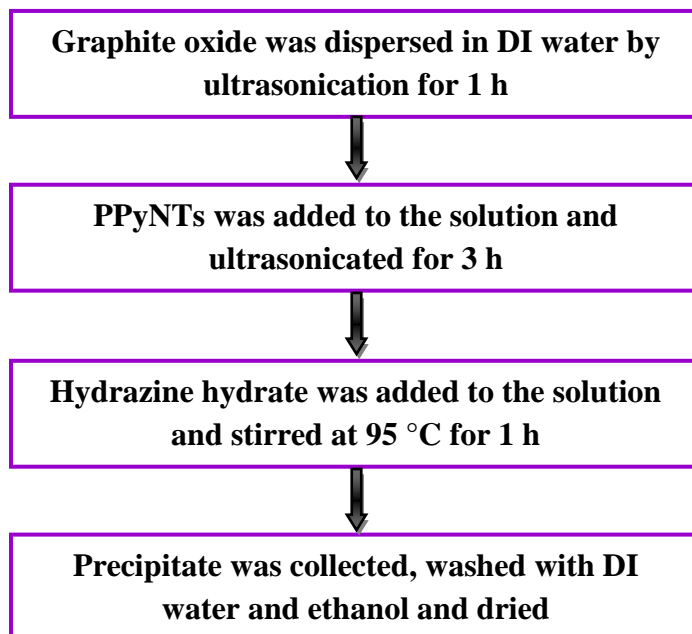 Graphite oxide was dispersed in DI water by
ultrasonication for 1 h
PPyNTs was added to the solution and
ultrasonicated for 3 h
Hydrazine hydrate was added to the solution
and stirred at 95 °C for 1 h
Precipitate was collected, washed with DI
water and ethanol and dried